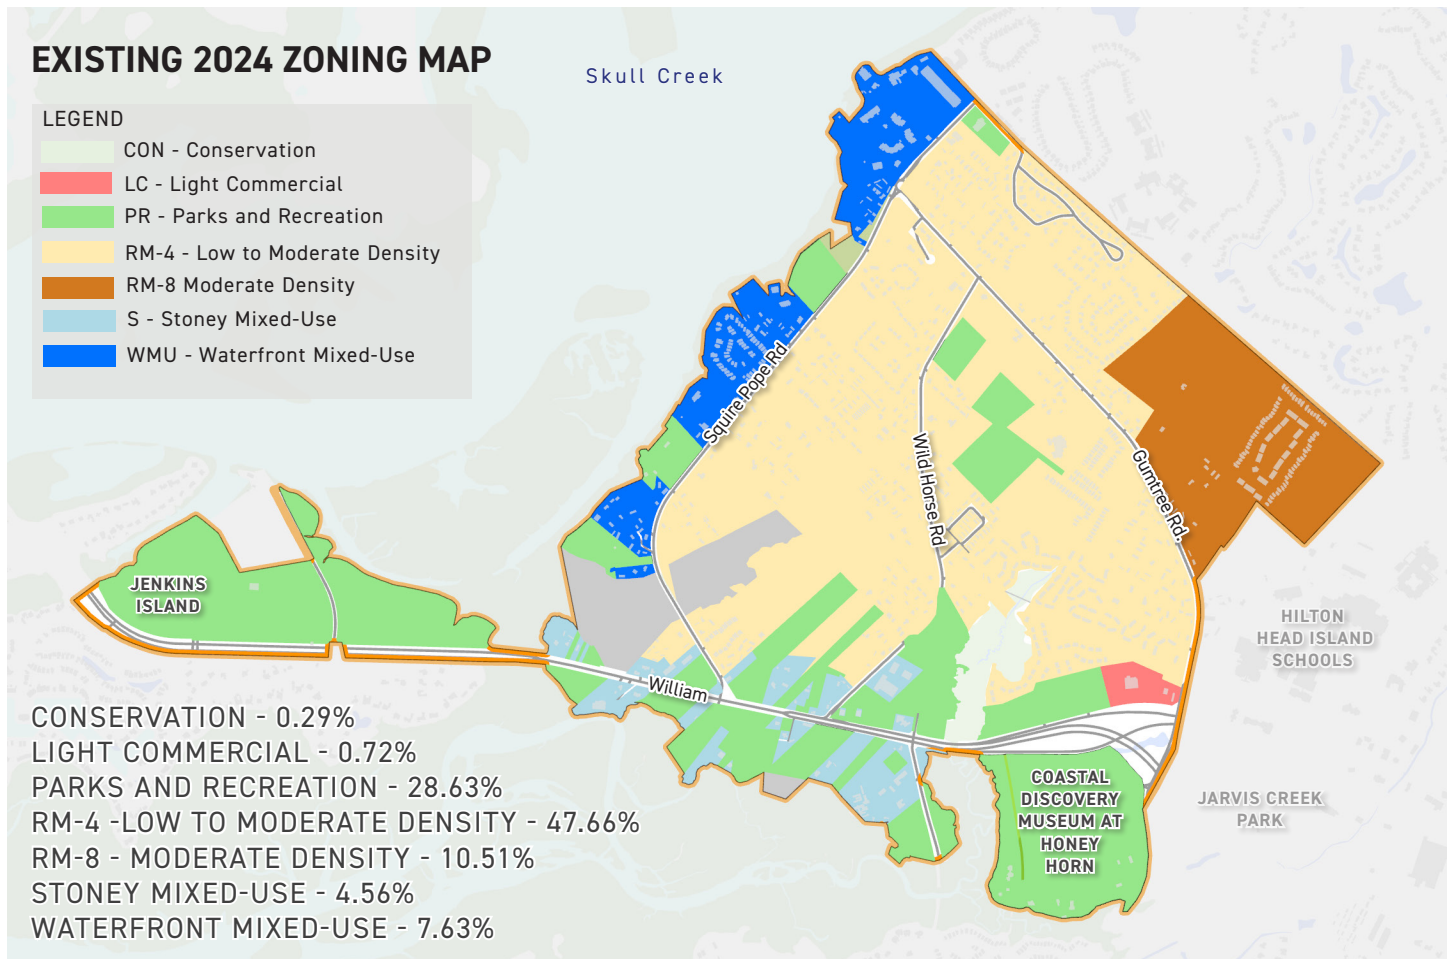 EXISTING 2024 ZONING MAP
LEGEND
CON - Conservation
LC - Light Commercial
PR - Parks and Recreation
RM-4 - Low to Moderate Density
RM-8 Moderate Density
S - Stoney Mixed-Use
WMU - Waterfront Mixed-Use
Skull Creek
Squire Pope Rd
Wild Horse Rd
Gumtree Rd.
JENKINS
ISLAND
William
HILTON
HEAD ISLAND
SCHOOLS
COASTAL
DISCOVERY
MUSEUM AT
HONEY
HORN
JARVIS CREEK
PARK
CONSERVATION - 0.29%
LIGHT COMMERCIAL - 0.72%
PARKS AND RECREATION - 28.63%
RM-4 -LOW TO MODERATE DENSITY - 47.66%
RM-8 - MODERATE DENSITY - 10.51%
STONEY MIXED-USE - 4.56%
WATERFRONT MIXED-USE - 7.63%